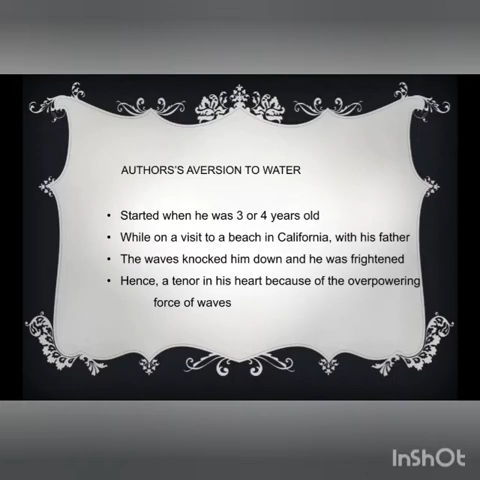 AUTHORS'S AVERSION TO WATER
• Started when he was 3 or 4 years old
• While on a visit to a beach in California, with his father
• The waves knocked him down and he was frightened
• Hence, a tenor in his heart because of the overpowering
force of waves
InShOt